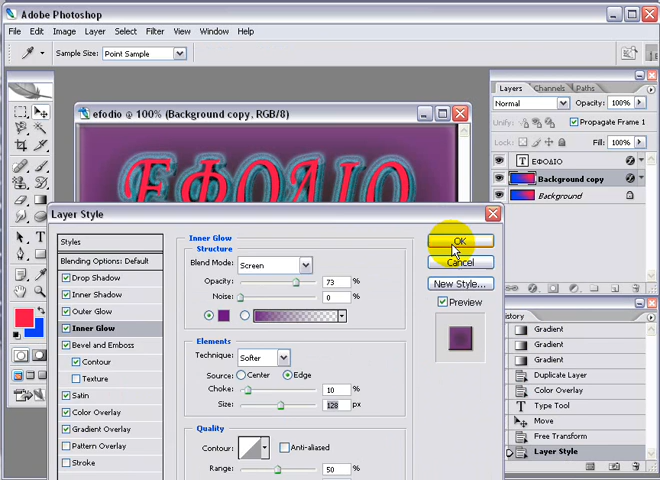 Adobe Photoshop
File Edit Image Layer Select Filter View Window Help
Sample Size: Point Sample
efodio @ 100% (Background copy, RGB/8)
ΕΦΟΔΙΟ
Layers Channels Paths
Normal Opacity: 100%
Unify: Propagate Frame 1
Lock: Fill: 100%
ΕΦΟΔΙΟ
Background copy
Background
Layer Style
Styles
Blending Options: Default
Drop Shadow
Inner Shadow
Outer Glow
Inner Glow
Bevel and Emboss
Contour
Texture
Satin
Color Overlay
Gradient Overlay
Pattern Overlay
Stroke
Inner Glow
Structure
Blend Mode: Screen
Opacity: 73 %
Noise: 0 %
Elements
Technique: Softer
Source: Center Edge
Choke: 10 %
Size: 128 px
Quality
Contour: Anti-aliased
Range: 50 %
OK
Cancel
New Style...
Preview
Gradient
Gradient
Gradient
Duplicate Layer
Color Overlay
Type Tool
Move
Free Transform
Layer Style